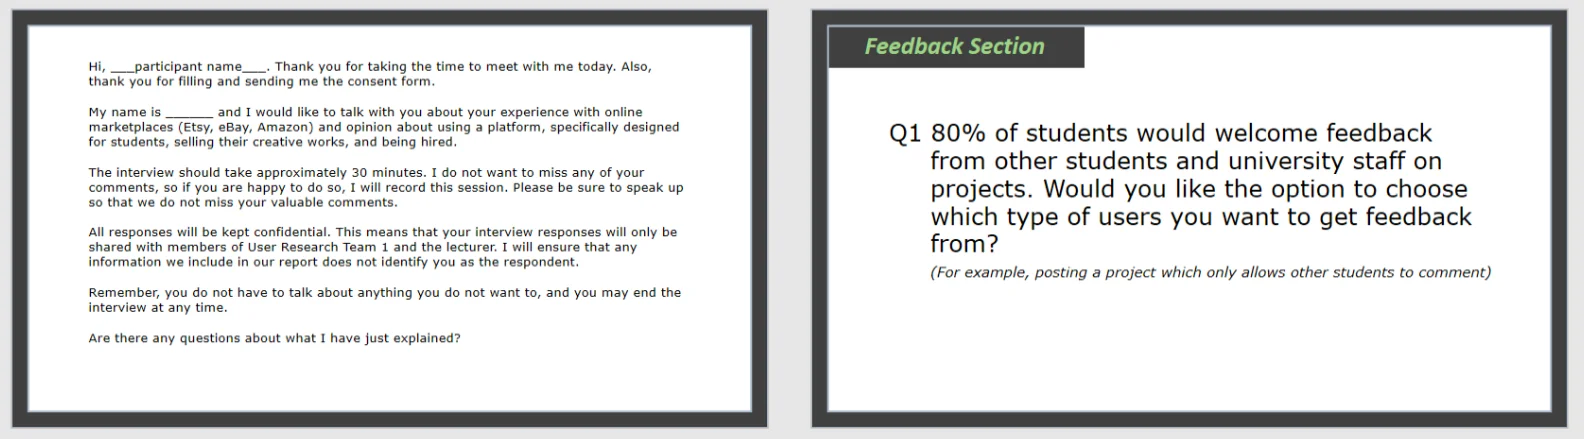 Hi, ___participant name___. Thank you for taking the time to meet with me today. Also,
thank you for filling and sending me the consent form.
My name is ______ and I would like to talk with you about your experience with online
marketplaces (Etsy, eBay, Amazon) and opinion about using a platform, specifically designed
for students, selling their creative works, and being hired.
The interview should take approximately 30 minutes. I do not want to miss any of your
comments, so if you are happy to do so, I will record this session. Please be sure to speak up
so that we do not miss your valuable comments.
All responses will be kept confidential. This means that your interview responses will only be
shared with members of User Research Team 1 and the lecturer. I will ensure that any
information we include in our report does not identify you as the respondent.
Remember, you do not have to talk about anything you do not want to, and you may end the
interview at any time.
Are there any questions about what I have just explained?
Feedback Section
Q1 80% of students would welcome feedback
from other students and university staff on
projects. Would you like the option to choose
which type of users you want to get feedback
from?
(For example, posting a project which only allows other students to comment)